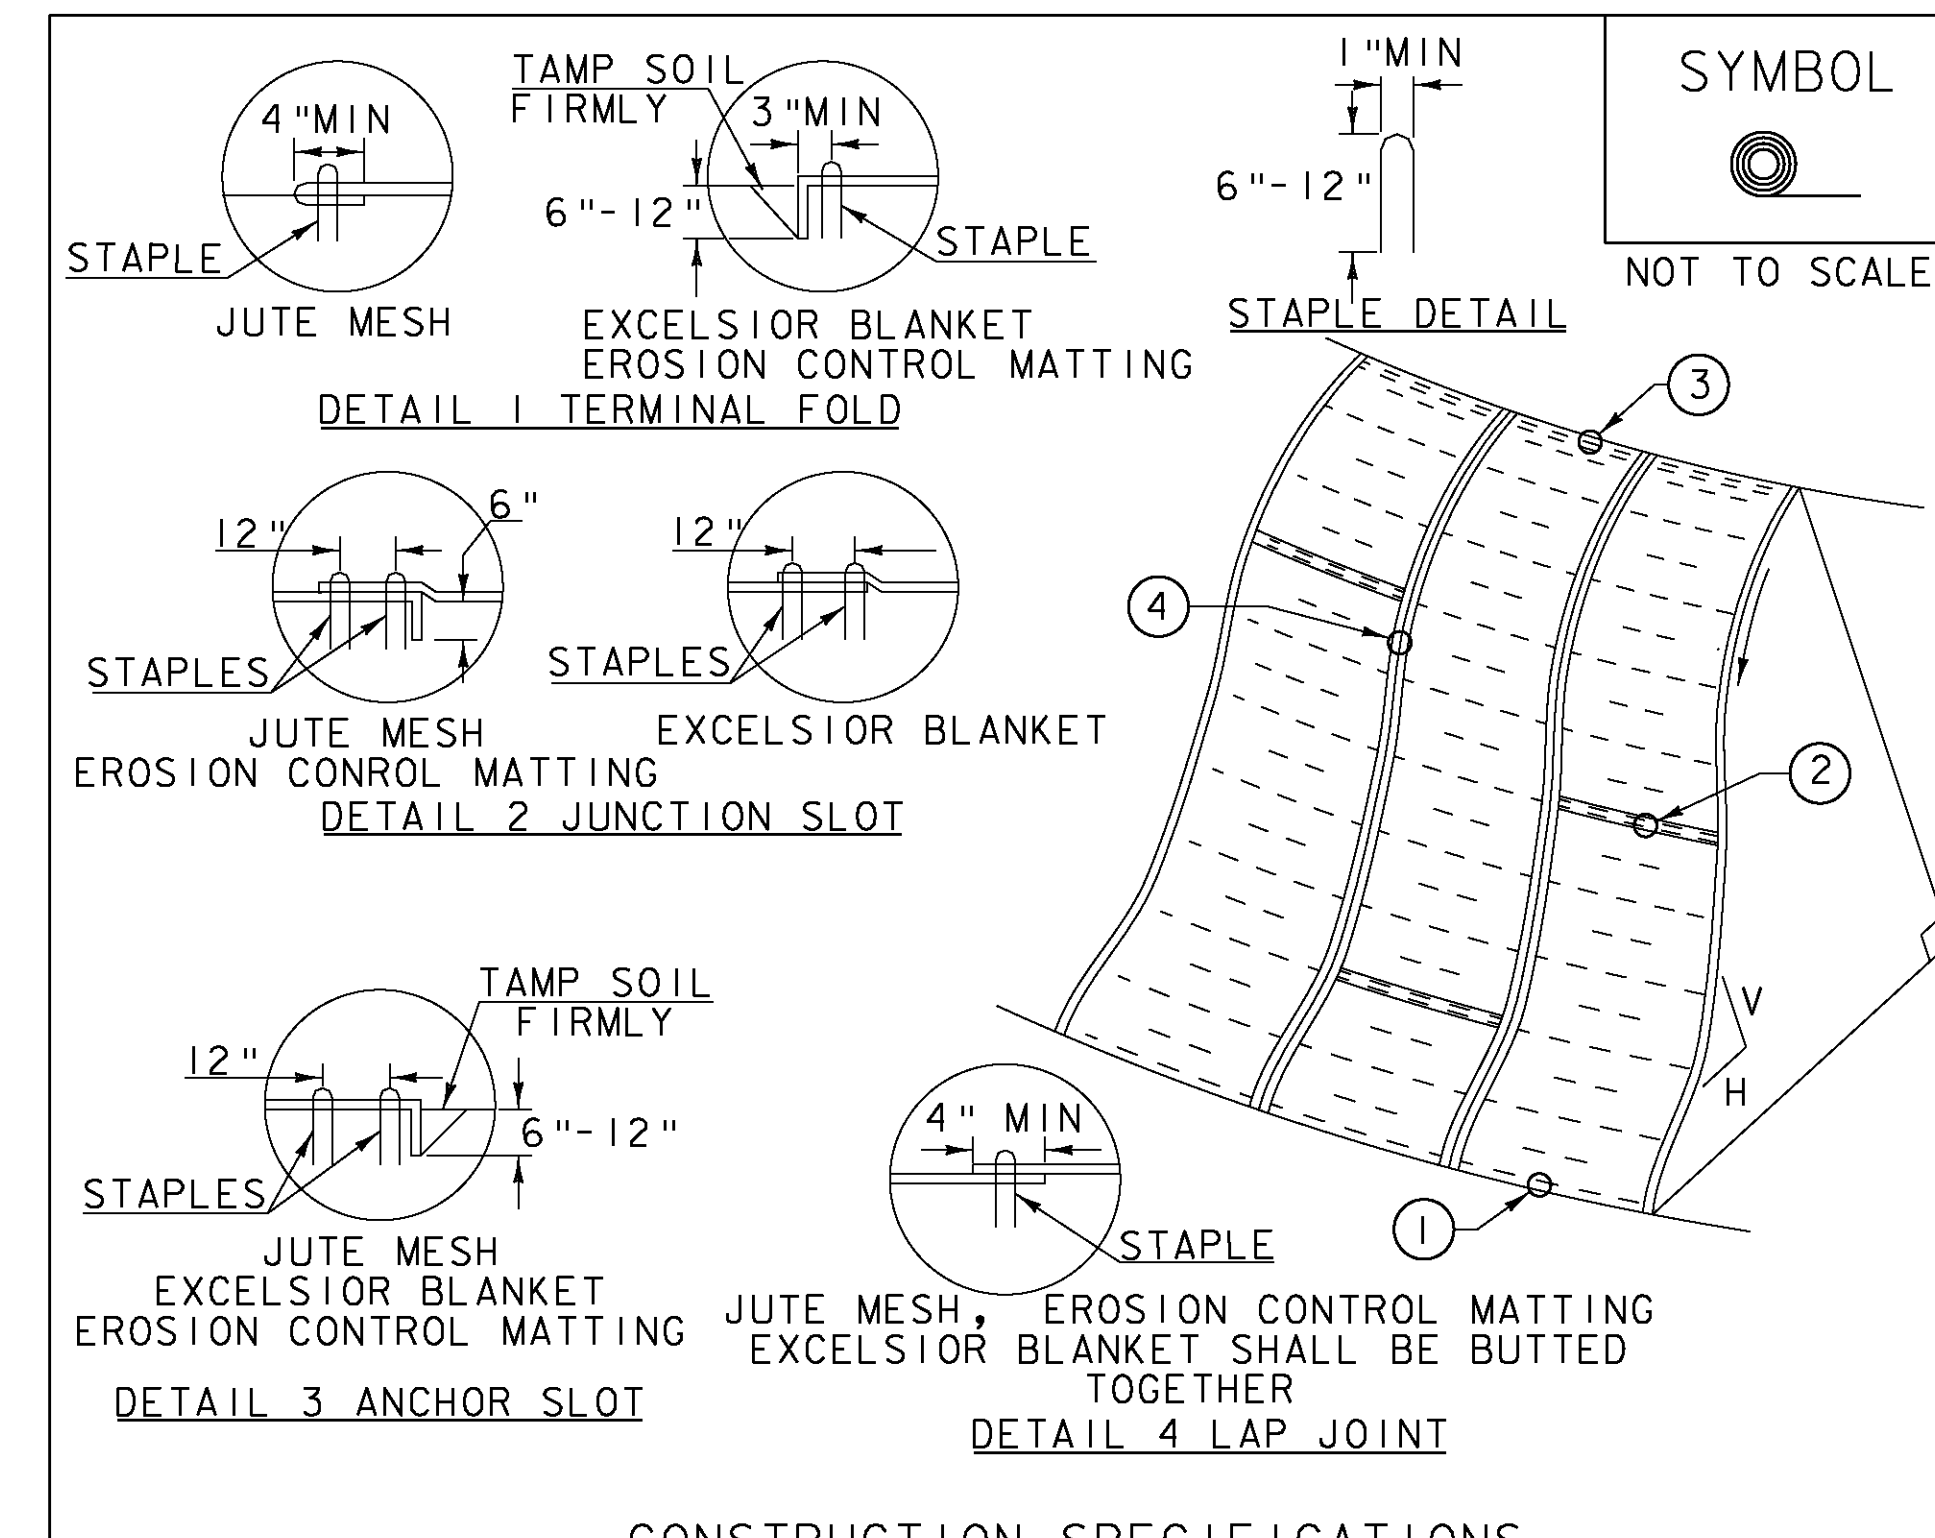 TAMP SOIL
FIRMLY
4"MIN
3"MIN
6"-12"
STAPLE
STAPLE
JUTE MESH
EXCELSIOR BLANKET
EROSION CONTROL MATTING
DETAIL 1 TERMINAL FOLD
1"MIN
6"-12"
STAPLE DETAIL
SYMBOL
NOT TO SCALE
12"
6"
STAPLES
JUTE MESH
EROSION CONROL MATTING
12"
STAPLES
EXCELSIOR BLANKET
DETAIL 2 JUNCTION SLOT
3
4
2
V
H
1
TAMP SOIL
FIRMLY
12"
6"-12"
STAPLES
JUTE MESH
EXCELSIOR BLANKET
EROSION CONTROL MATTING
DETAIL 3 ANCHOR SLOT
4" MIN
STAPLE
JUTE MESH, EROSION CONTROL MATTING
EXCELSIOR BLANKET SHALL BE BUTTED
TOGETHER
DETAIL 4 LAP JOINT
CONSTRUCTION SPECIFICATIONS